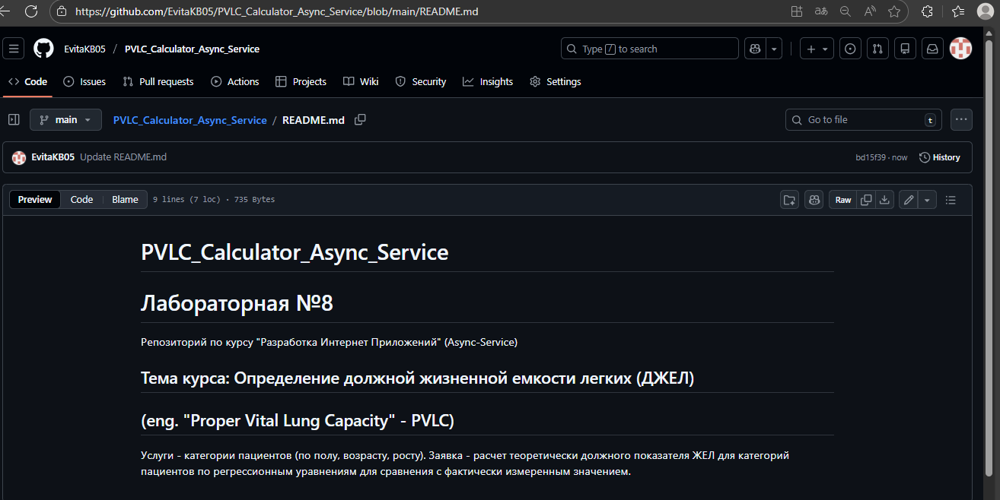 https://github.com/EvitaKB05/PVLC_Calculator_Async_Service/blob/main/README.md
EvitaKB05 / PVLC_Calculator_Async_Service
Type / to search
Code Issues Pull requests Actions Projects Wiki Security Insights Settings
main PVLC_Calculator_Async_Service / README.md
Go to file t
EvitaKB05 Update README.md
bd15f39 · now History
Preview Code Blame 9 lines (7 loc) · 735 Bytes
Raw
PVLC_Calculator_Async_Service
Лабораторная №8
Репозиторий по курсу "Разработка Интернет Приложений" (Async-Service)
Тема курса: Определение должной жизненной емкости легких (ДЖЕЛ)
(eng. "Proper Vital Lung Capacity" - PVLC)
Услуги - категории пациентов (по полу, возрасту, росту). Заявка - расчет теоретически должного показателя ЖЕЛ для категорий
пациентов по регрессионным уравнениям для сравнения с фактически измеренным значением.